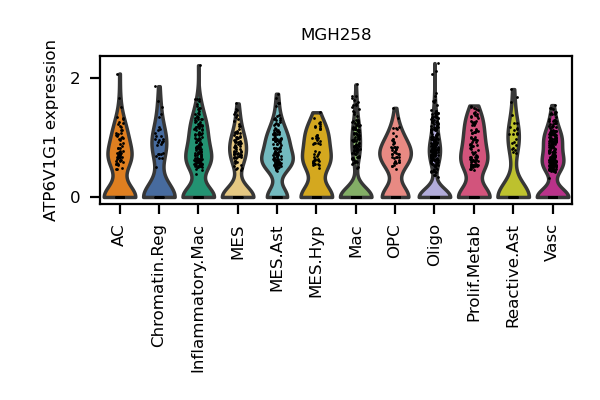 MGH258
ATP6V1G1 expression
2
0
AC
Chromatin.Reg
Inflammatory.Mac
MES
MES.Ast
MES.Hyp
Mac
OPC
Oligo
Prolif.Metab
Reactive.Ast
Vasc